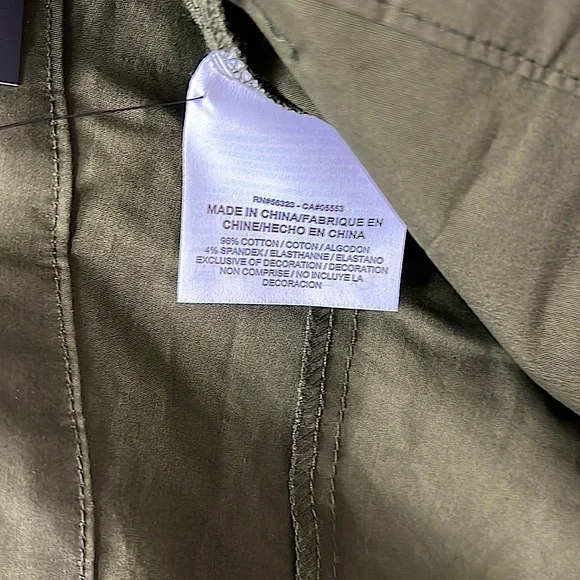 RN#56323 - CA#05553
MADE IN CHINA/FABRIQUE EN
CHINE/HECHO EN CHINA
96% COTTON / COTON / ALGODON
4% SPANDEX / ELASTHANNE / ELASTANO
EXCLUSIVE OF DECORATION / DECORATION
NON COMPRISE / NO INCLUYE LA
DECORACION